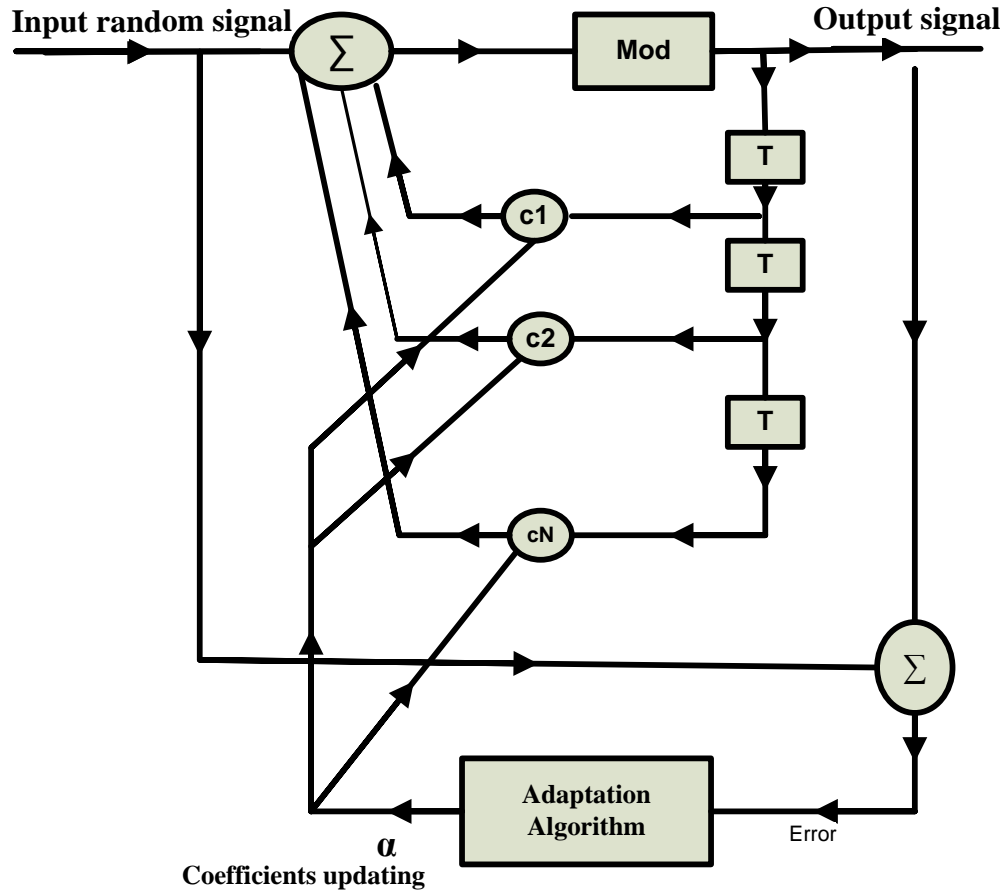 Input random signal
Output signal
∑
Mod
T
c1
T
c2
T
cN
∑
Adaptation
Algorithm
Error
α
Coefficients updating